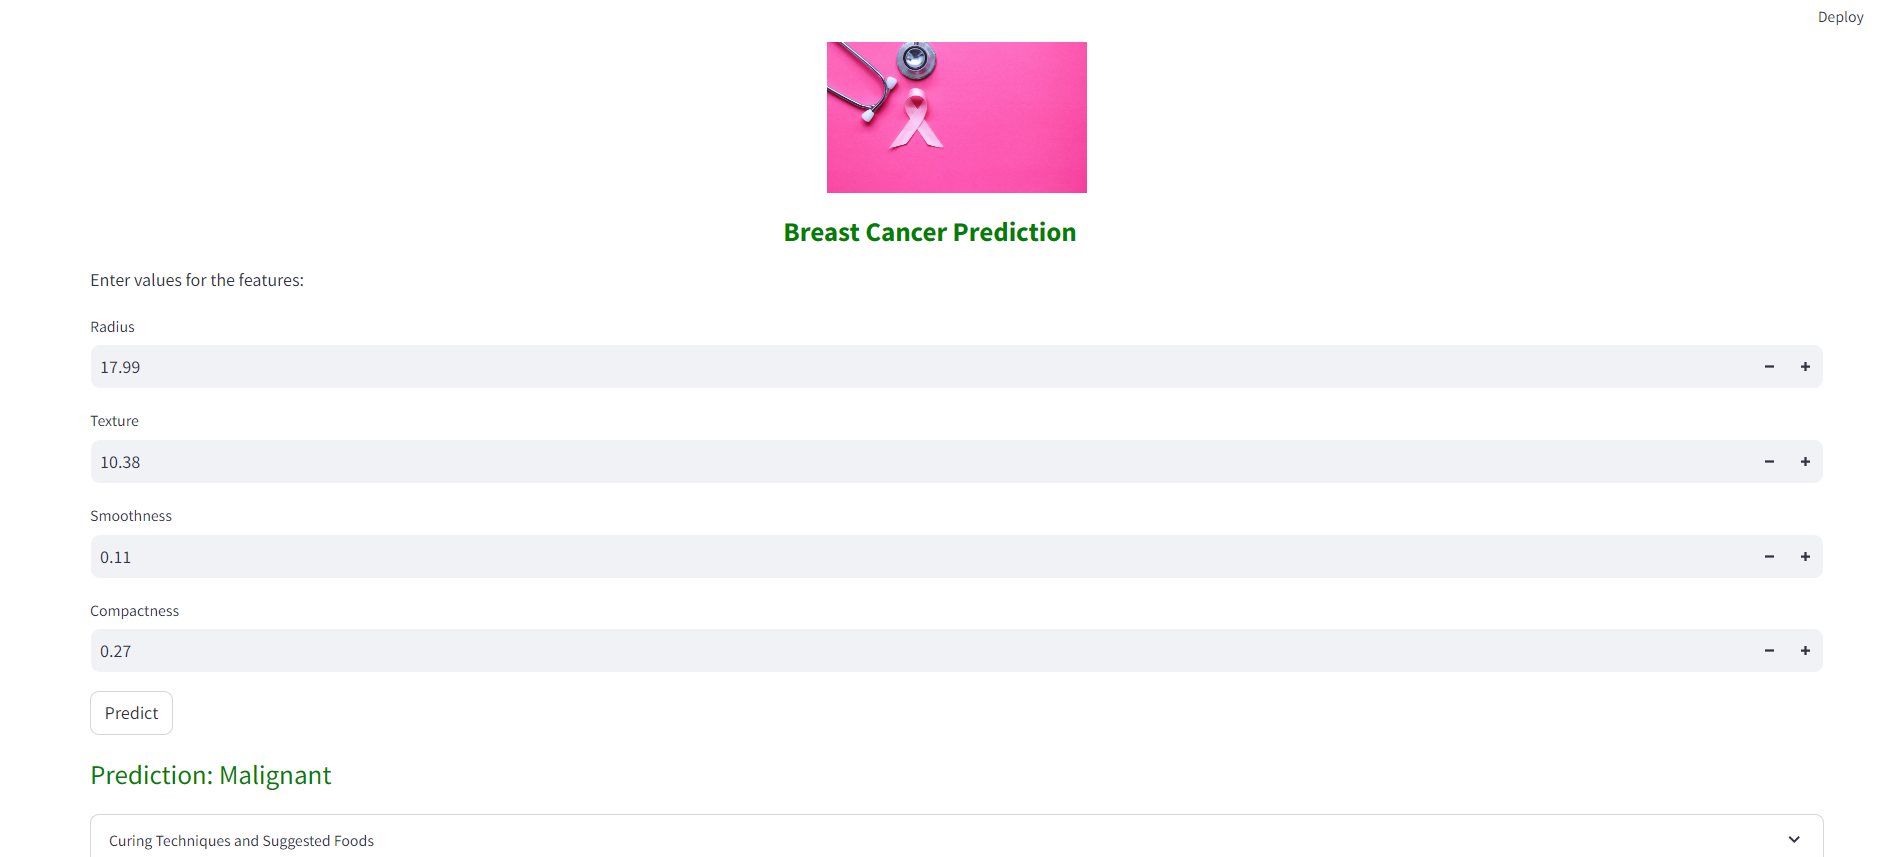 Deploy
Breast Cancer Prediction
Enter values for the features:
Radius
17.99
Texture
10.38
Smoothness
0.11
Compactness
0.27
Predict
Prediction: Malignant
Curing Techniques and Suggested Foods